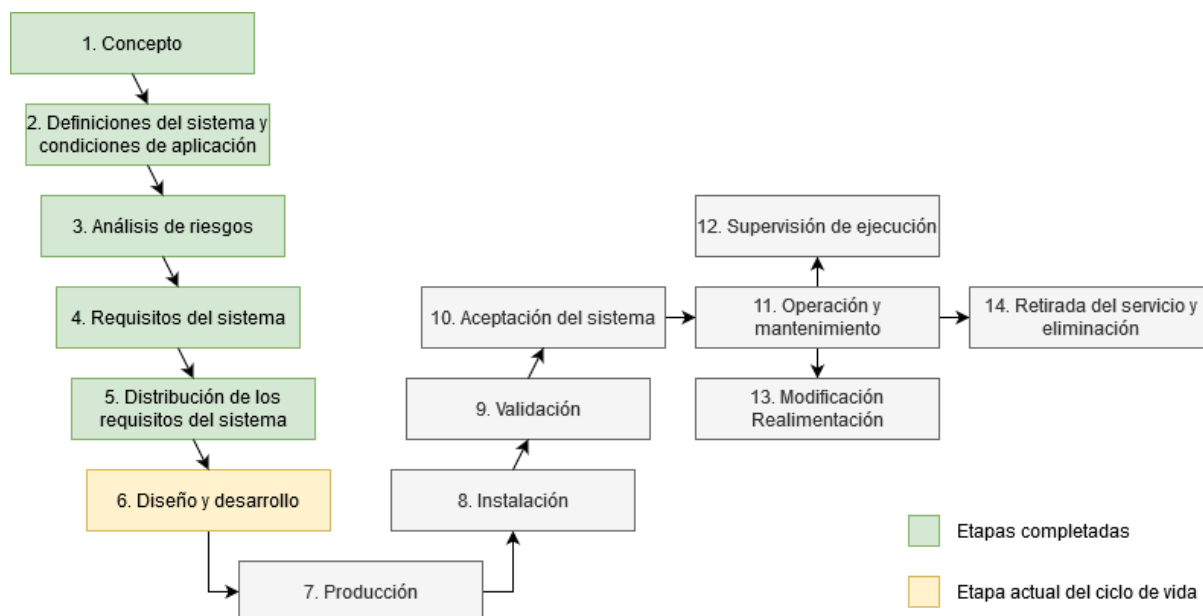 1. Concepto
2. Definiciones del sistema y
condiciones de aplicación
3. Análisis de riesgos
4. Requisitos del sistema
5. Distribución de los
requisitos del sistema
6. Diseño y desarrollo
7. Producción
8. Instalación
9. Validación
10. Aceptación del sistema
11. Operación y
mantenimiento
12. Supervisión de ejecución
13. Modificación
Realimentación
14. Retirada del servicio y
eliminación
Etapas completadas
Etapa actual del ciclo de vida